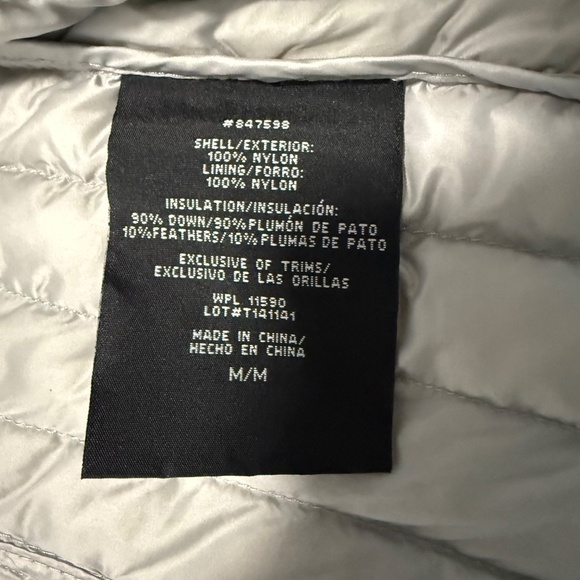 #847598
SHELL/EXTERIOR:
100% NYLON
LINING/FORRO:
100% NYLON
INSULATION/INSULACIÓN:
90% DOWN/90%PLUMÓN DE PATO
10%FEATHERS/10%PLUMAS DE PATO
EXCLUSIVE OF TRIMS/
EXCLUSIVO DE LAS ORILLAS
WPL 11590
LOT#T141141
MADE IN CHINA/
HECHO EN CHINA
M/M